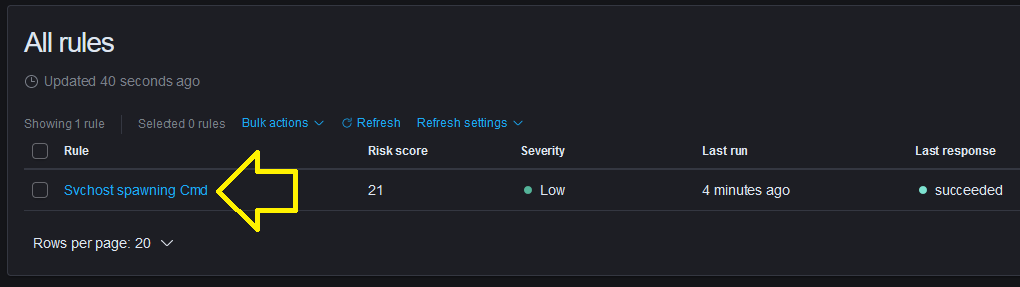 All rules
Updated 40 seconds ago
Showing 1 rule Selected 0 rules Bulk actions Refresh Refresh settings
Rule Risk score Severity Last run Last response
Svchost spawning Cmd 21 Low 4 minutes ago succeeded
Rows per page: 20